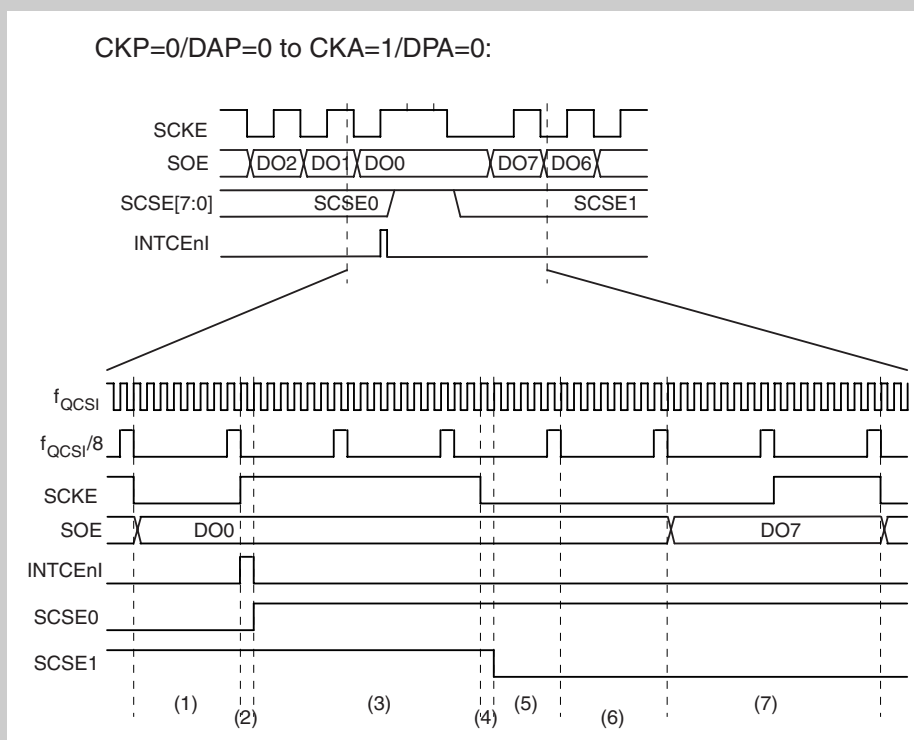 CKP=0/DAP=0 to CKA=1/DPA=0:
SCKE
SOE DO2 DO1 DO0 DO7 DO6
SCSE[7:0] SCSE0 SCSE1
INTCEnI
fQCSI
fQCSI/8
SCKE
SOE DO0 DO7
INTCEnI
SCSE0
SCSE1
(1) (2) (3) (4) (5) (6) (7)